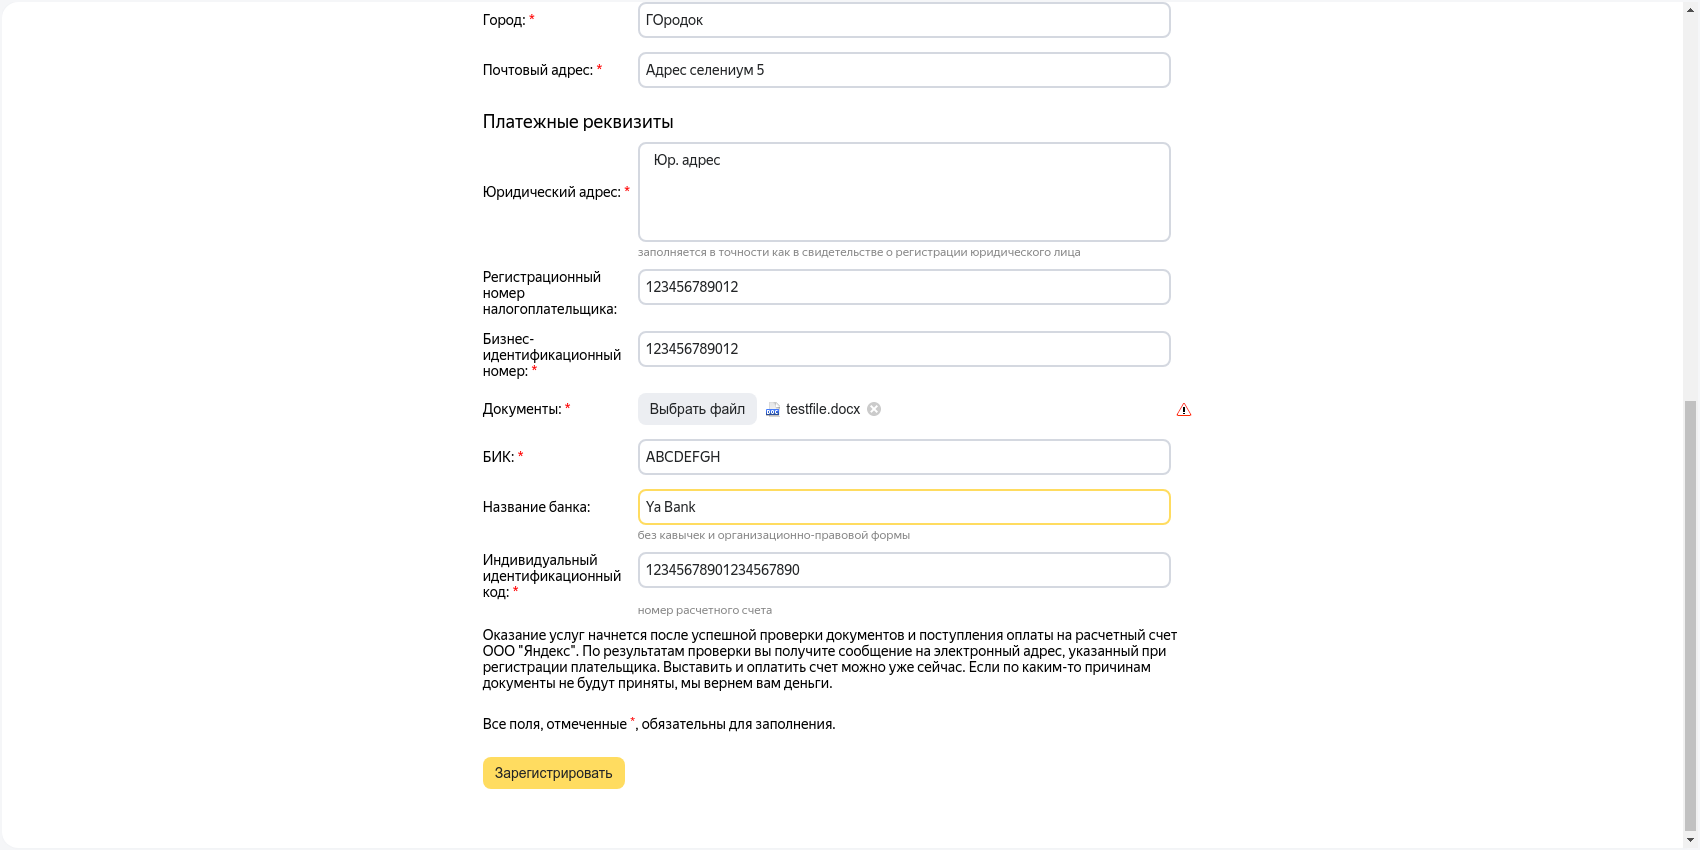 Город: *
ГОродок
Почтовый адрес: *
Адрес селениум 5
Платежные реквизиты
Юридический адрес: *
Юр. адрес
заполняется в точности как в свидетельстве о регистрации юридического лица
Регистрационный
номер
налогоплательщика:
123456789012
Бизнес-
идентификационный
номер: *
123456789012
Документы: *
Выбрать файл
testfile.docx
БИК: *
ABCDEFGH
Название банка:
Ya Bank
без кавычек и организационно-правовой формы
Индивидуальный
идентификационный
код: *
12345678901234567890
номер расчетного счета
Оказание услуг начнется после успешной проверки документов и поступления оплаты на расчетный счет
ООО "Яндекс". По результатам проверки вы получите сообщение на электронный адрес, указанный при
регистрации плательщика. Выставить и оплатить счет можно уже сейчас. Если по каким-то причинам
документы не будут приняты, мы вернем вам деньги.
Все поля, отмеченные *, обязательны для заполнения.
Зарегистрировать